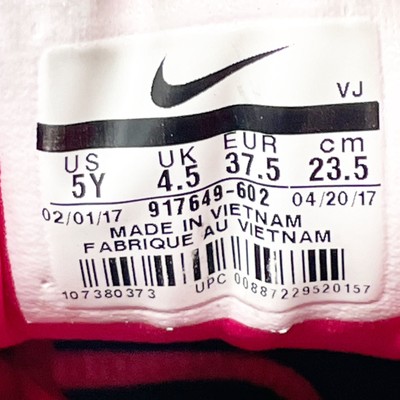 VJ
US UK EUR cm
5Y 4.5 37.5 23.5
02/01/17 917649-602 04/20/17
MADE IN VIETNAM
FABRIQUE AU VIETNAM
107380373 UPC 00887229520157